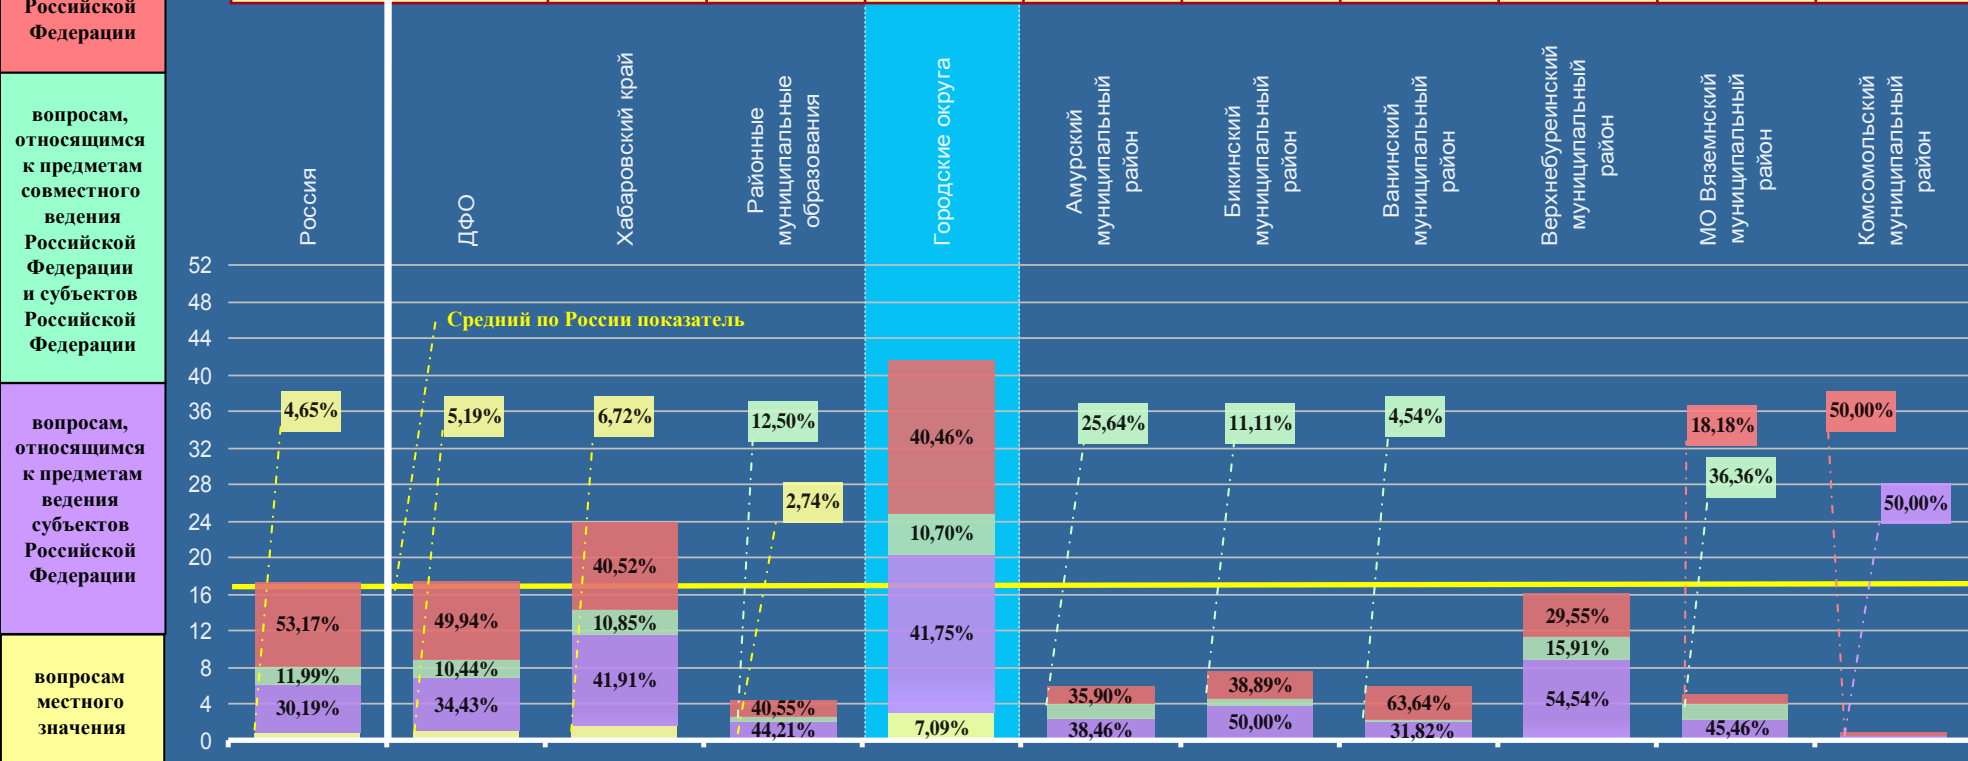 Российской
Федерации
вопросам,
относящимся
к предметам
совместного
ведения
Российской
Федерации
и субъектов
Российской
Федерации
вопросам,
относящимся
к предметам
ведения
субъектов
Российской
Федерации
вопросам
местного
значения
Россия
ДФО
Хабаровский край
Районные
муниципальные
образования
Городские округа
Амурский
муниципальный
район
Бикинский
муниципальный
район
Ванинский
муниципальный
район
Верхнебуреинский
муниципальный
район
МО Вяземнский
муниципальный
район
Комсомольский
муниципальный
район
52
48
44
40
36
32
28
24
20
16
12
8
4
0
Средний по России показатель
4,65%
53,17%
11,99%
30,19%
5,19%
49,94%
10,44%
34,43%
6,72%
40,52%
10,85%
41,91%
12,50%
2,74%
40,55%
44,21%
40,46%
10,70%
41,75%
7,09%
25,64%
35,90%
38,46%
11,11%
38,89%
50,00%
4,54%
63,64%
31,82%
29,55%
15,91%
54,54%
18,18%
36,36%
45,46%
50,00%
50,00%